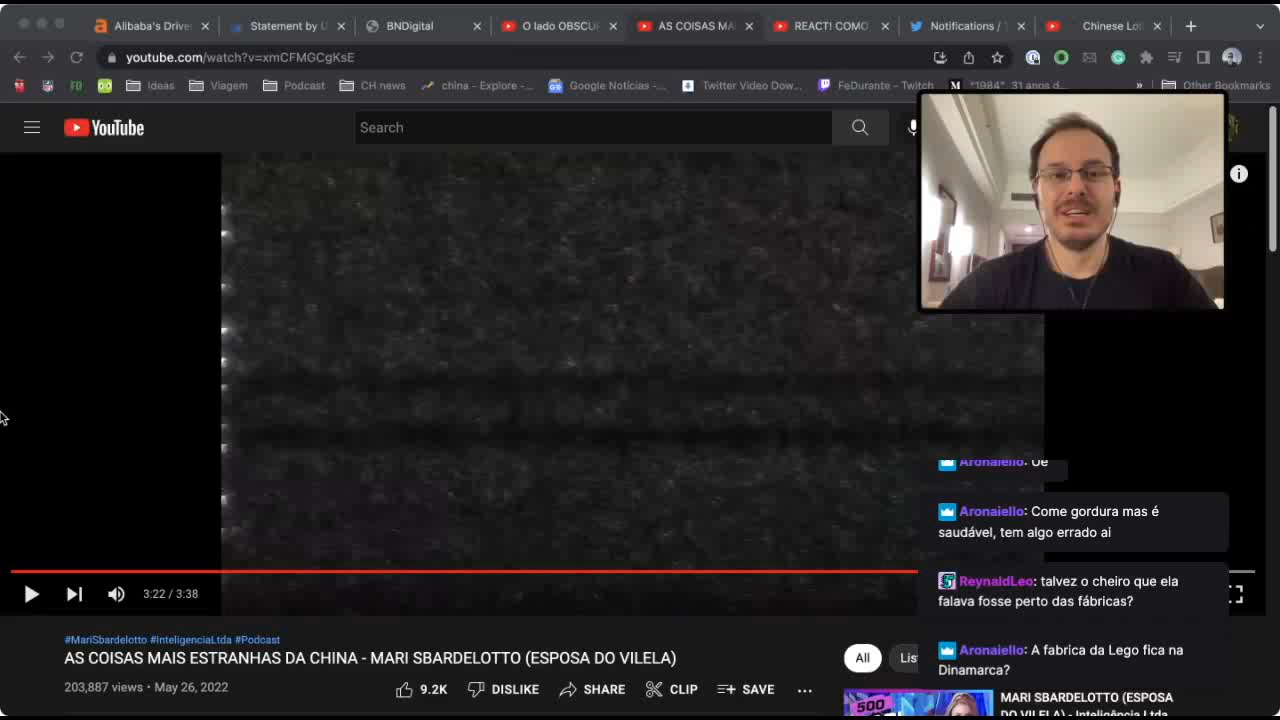 Alibaba's Drive
Statement by U
BNDigital
O lado OBSCUR
AS COISAS MA
REACT! COMO
Notifications / T
Chinese Lo
youtube.com/watch?v=xmCFMGCgKsE
Ideas
Viagem
Podcast
CH news
china - Explore -...
Google Notícias -...
Twitter Video Dow...
FeDurante - Twitch
"1984", 31 anos d...
»
Other Bookmarks
YouTube
Search
Aronaiello: Ué
Aronaiello: Come gordura mas é
saudável, tem algo errado ai
ReynaldLeo: talvez o cheiro que ela
falava fosse perto das fábricas?
Aronaiello: A fabrica da Lego fica na
Dinamarca?
3:22 / 3:38
#MariSbardelotto #InteligenciaLtda #Podcast
AS COISAS MAIS ESTRANHAS DA CHINA - MARI SBARDELOTTO (ESPOSA DO VILELA)
203,887 views • May 26, 2022
9.2K
DISLIKE
SHARE
CLIP
SAVE
All
Lis
500
MARI SBARDELOTTO (ESPOSA
DO VILELA) - Inteligência Ltda